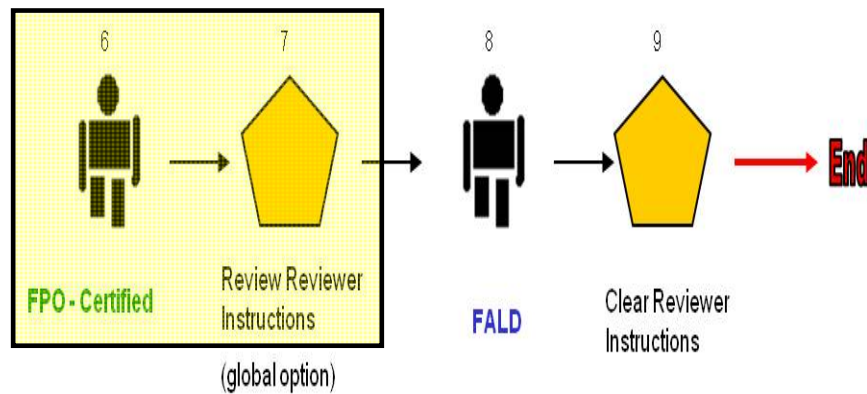 6 7 8 9
End
FPO - Certified
Review Reviewer
Instructions
(global option)
FALD
Clear Reviewer
Instructions